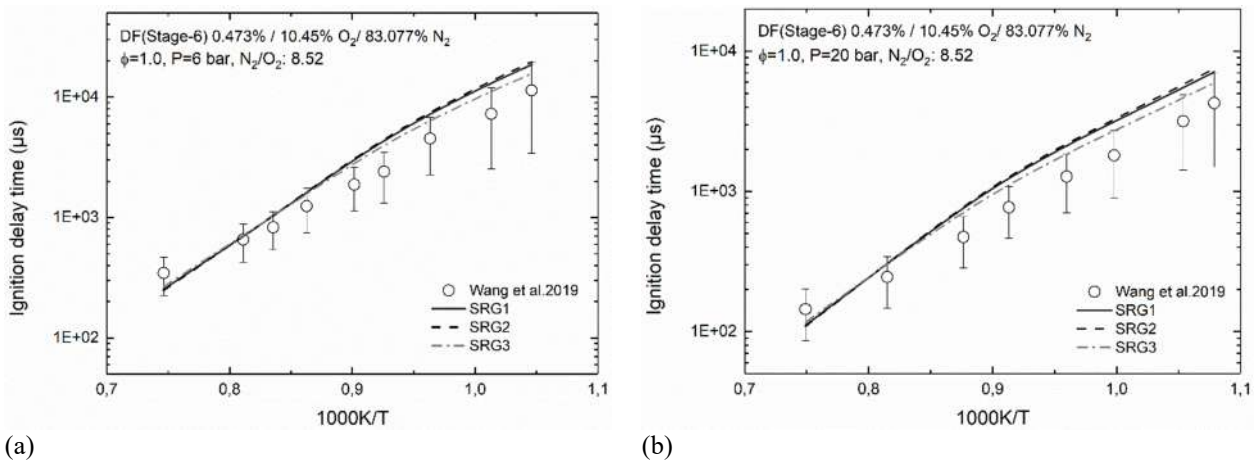 DF(Stage-6) 0.473% / 10.45% O₂/ 83.077% N₂
ϕ=1.0, P=6 bar, N₂/O₂: 8.52
Ignition delay time (µs)
1E+04
1E+03
1E+02
Wang et al.2019
SRG1
SRG2
SRG3
0,7 0,8 0,9 1,0 1,1
1000K/T
(a)
DF(Stage-6) 0.473% / 10.45% O₂/ 83.077% N₂
ϕ=1.0, P=20 bar, N₂/O₂: 8.52
Ignition delay time (µs)
1E+04
1E+03
1E+02
Wang et al.2019
SRG1
SRG2
SRG3
0,7 0,8 0,9 1,0 1,1
1000K/T
(b)